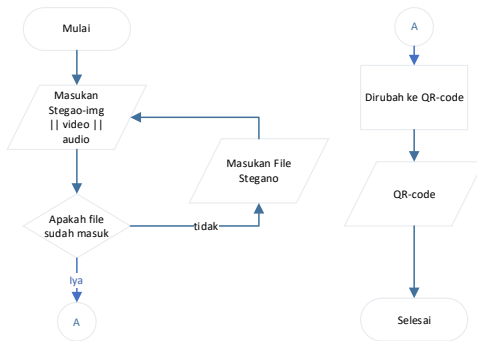 Mulai
Masukan
Stegao-img
|| video ||
audio
Masukan File
Stegano
Apakah file
sudah masuk
tidak
Iya
A
A
Dirubah ke QR-code
QR-code
Selesai